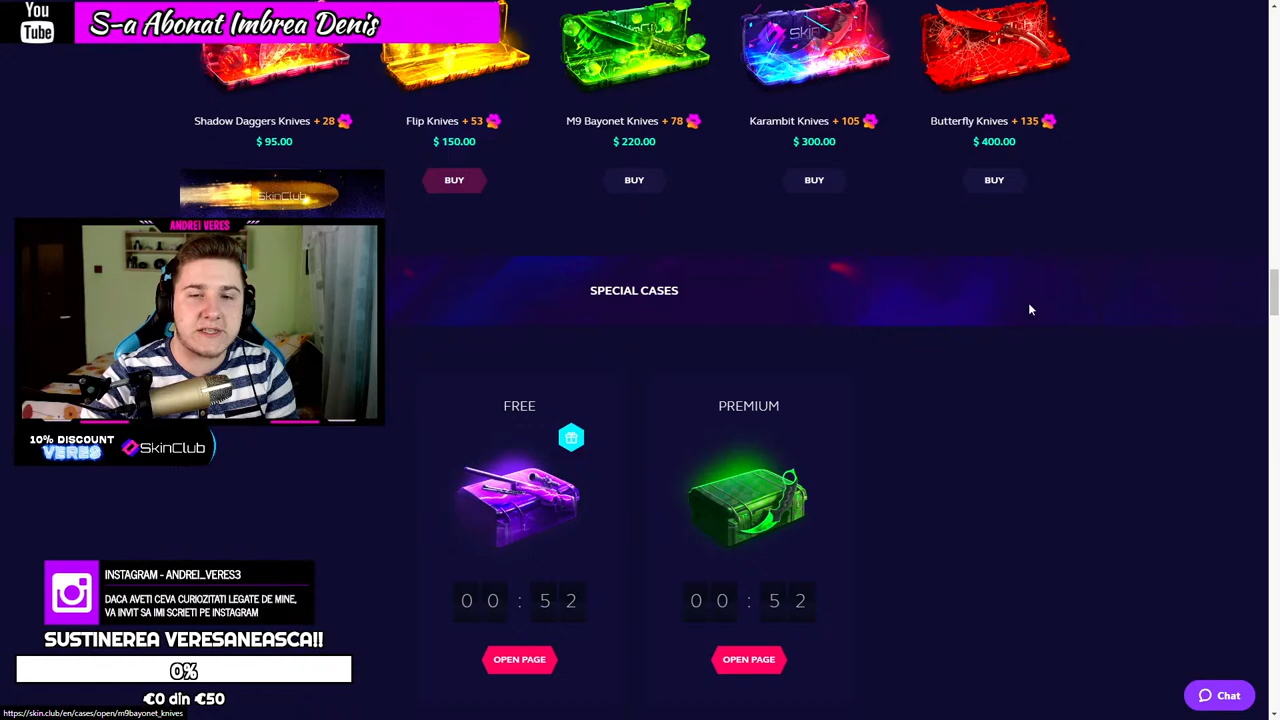 You
Tube
S-a Abonat Imbrea Denis
SKIN
Shadow Daggers Knives + 28
$ 95.00
Flip Knives + 53
$ 150.00
BUY
M9 Bayonet Knives + 78
$ 220.00
BUY
Karambit Knives + 105
$ 300.00
BUY
Butterfly Knives + 135
$ 400.00
BUY
SkinClub
ANDREI VERES
10% DISCOUNT
VERES
SkinClub
SPECIAL CASES
FREE
00:52
OPEN PAGE
PREMIUM
00:52
OPEN PAGE
INSTAGRAM - ANDREI_VERES3
DACA AVETI CEVA CURIOZITATI LEGATE DE MINE,
VA INVIT SA IMI SCRIETI PE INSTAGRAM
SUSTINEREA VERESANEASCA!!
0%
€0 din €50
https://skin.club/en/cases/open/m9bayonet_knives
Chat